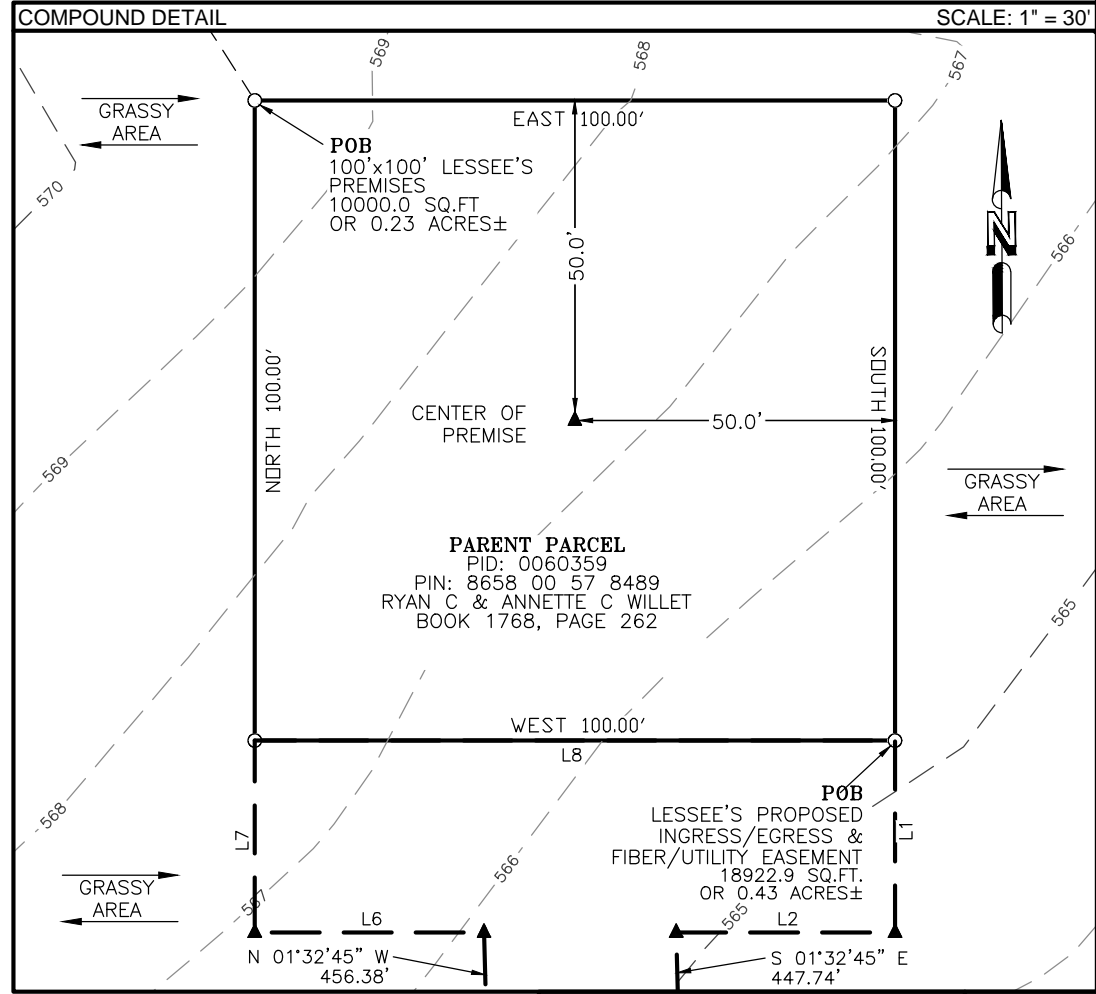 COMPOUND DETAIL
SCALE: 1" = 30'
569
568
567
GRASSY
AREA
EAST 100.00'
POB
100'x100' LESSEE'S
PREMISES
10000.0 SQ.FT
OR 0.23 ACRES±
570
50.0'
N
566
NORTH 100.00'
SOUTH 100.00'
CENTER OF
PREMISE
50.0'
569
GRASSY
AREA
PARENT PARCEL
PID: 0060359
PIN: 8658 00 57 8489
RYAN C & ANNETTE C WILLET
BOOK 1768, PAGE 262
565
WEST 100.00'
L8
568
L7
POB
LESSEE'S PROPOSED
INGRESS/EGRESS &
FIBER/UTILITY EASEMENT
18922.9 SQ.FT.
OR 0.43 ACRES±
L1
566
GRASSY
AREA
567
L6
565
L2
N 01°32'45" W
456.38'
S 01°32'45" E
447.74'